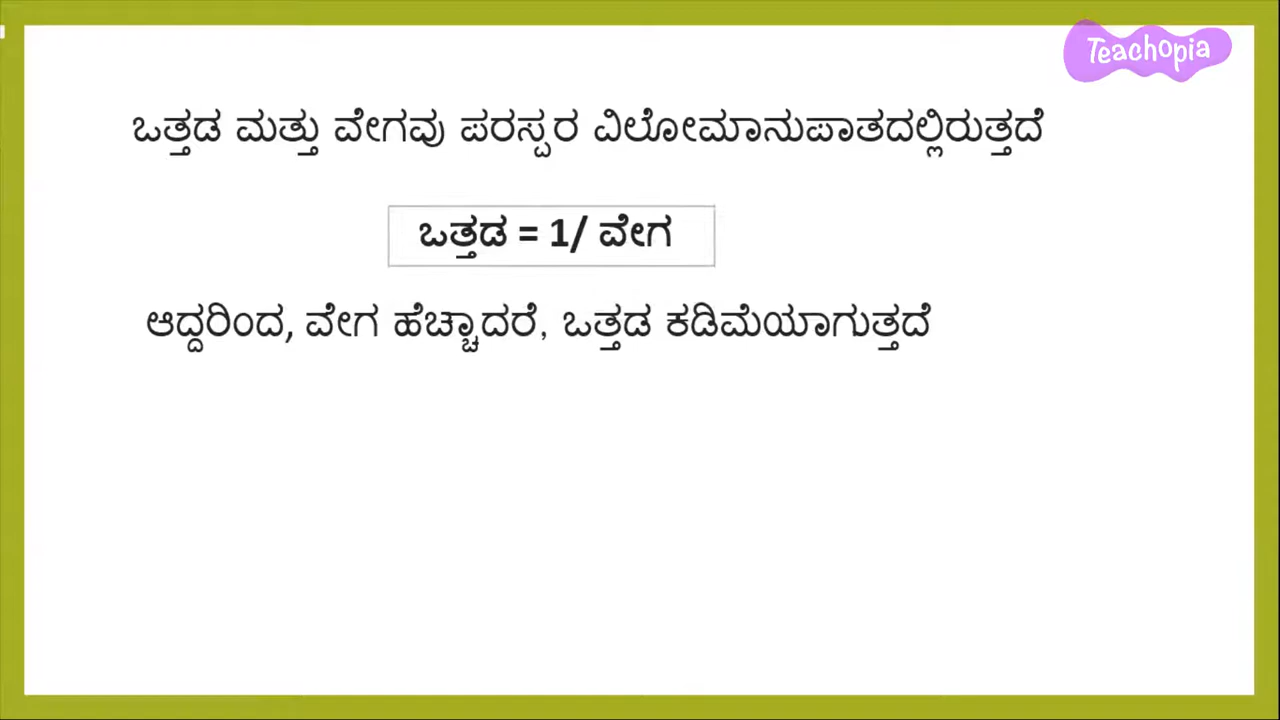 Teachopia
ಒತ್ತಡ ಮತ್ತು ವೇಗವು ಪರಸ್ಪರ ವಿಲೋಮಾನುಪಾತದಲ್ಲಿರುತ್ತದೆ
ಒತ್ತಡ = 1/ ವೇಗ
ಆದ್ದರಿಂದ, ವೇಗ ಹೆಚ್ಚಾದರೆ, ಒತ್ತಡ ಕಡಿಮೆಯಾಗುತ್ತದೆ